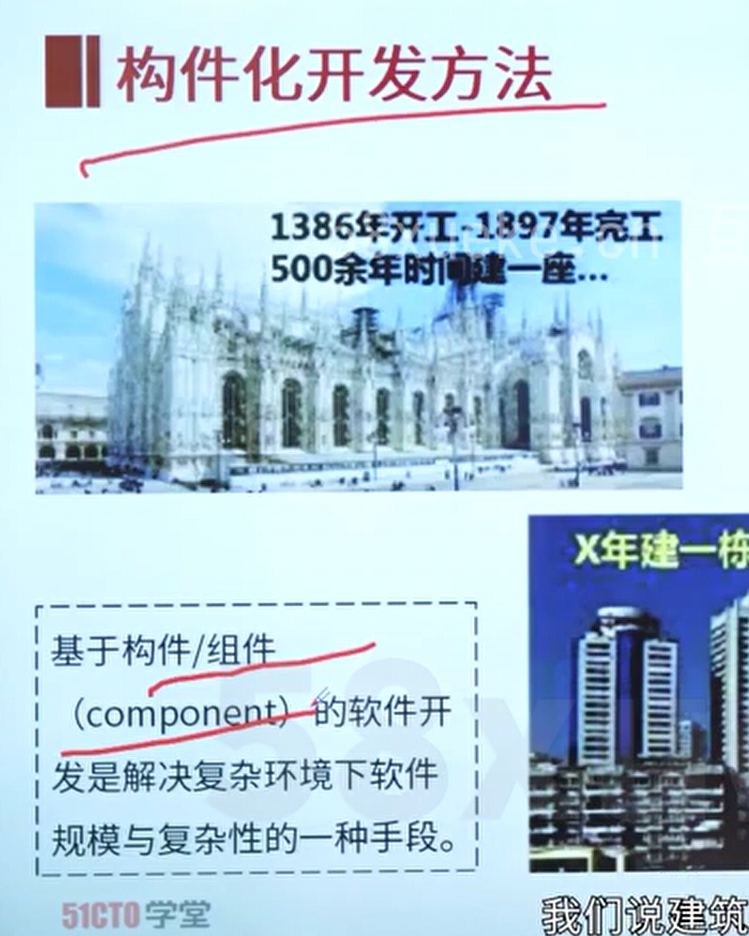 构件化开发方法
1386年开工 1897年亮工
500余年时间建一座...
X年建一栋
基于构件/组件
（component）的软件开
发是解决复杂环境下软件
规模与复杂性的一种手段。
51CTO学堂
我们说建筑